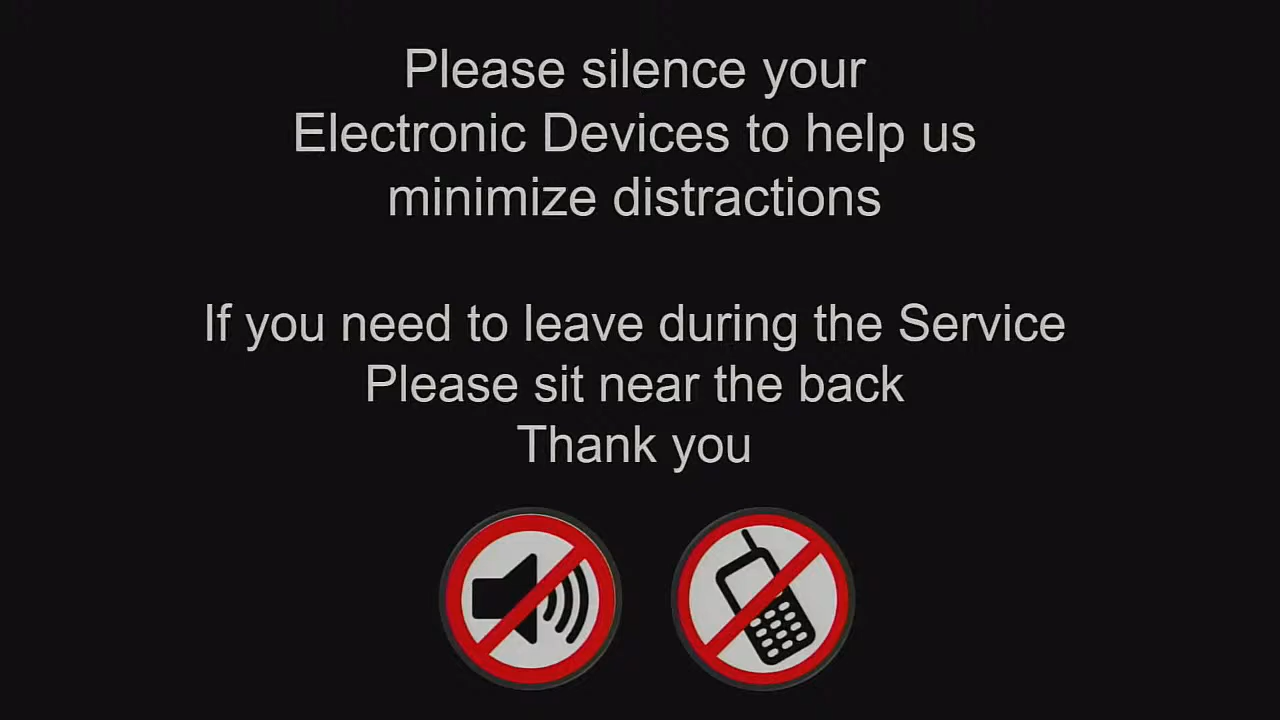 Please silence your
Electronic Devices to help us
minimize distractions
If you need to leave during the Service
Please sit near the back
Thank you